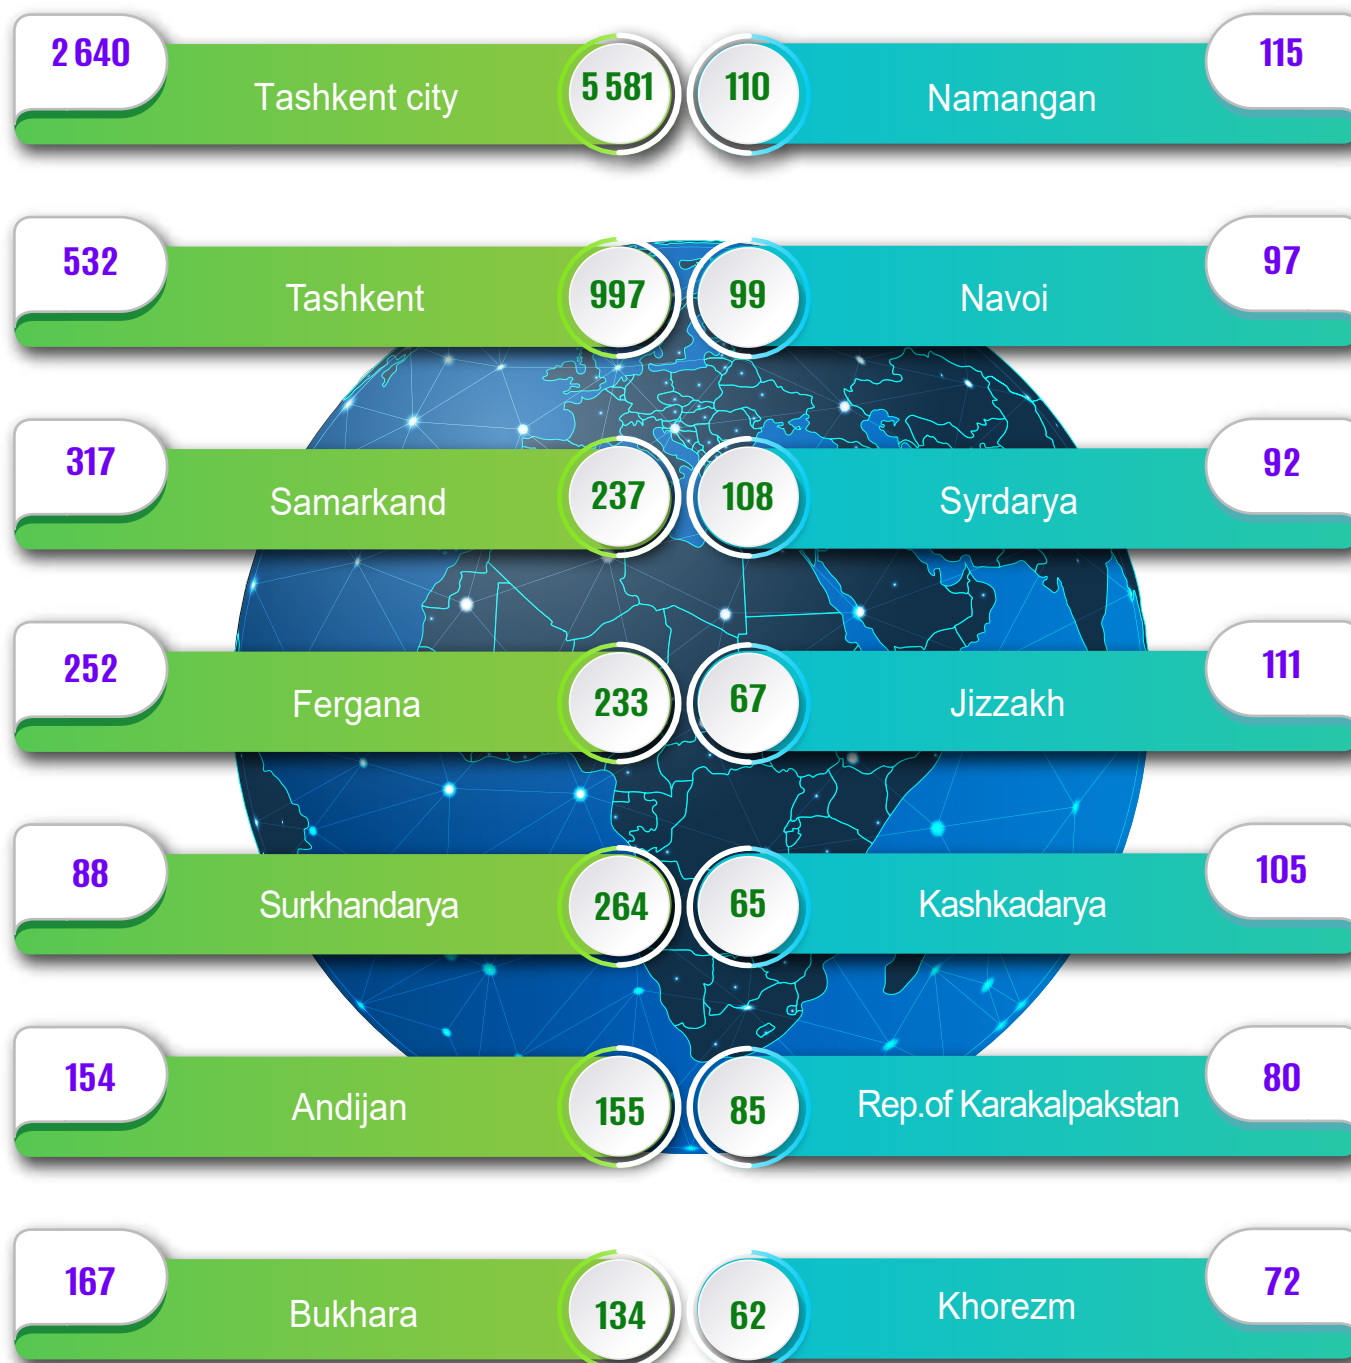 2 640 Tashkent city 5 581 110 Namangan 115
532 Tashkent 997 99 Navoi 97
317 Samarkand 237 108 Syrdarya 92
252 Fergana 233 67 Jizzakh 111
88 Surkhandarya 264 65 Kashkadarya 105
154 Andijan 155 85 Rep.of Karakalpakstan 80
167 Bukhara 134 62 Khorezm 72